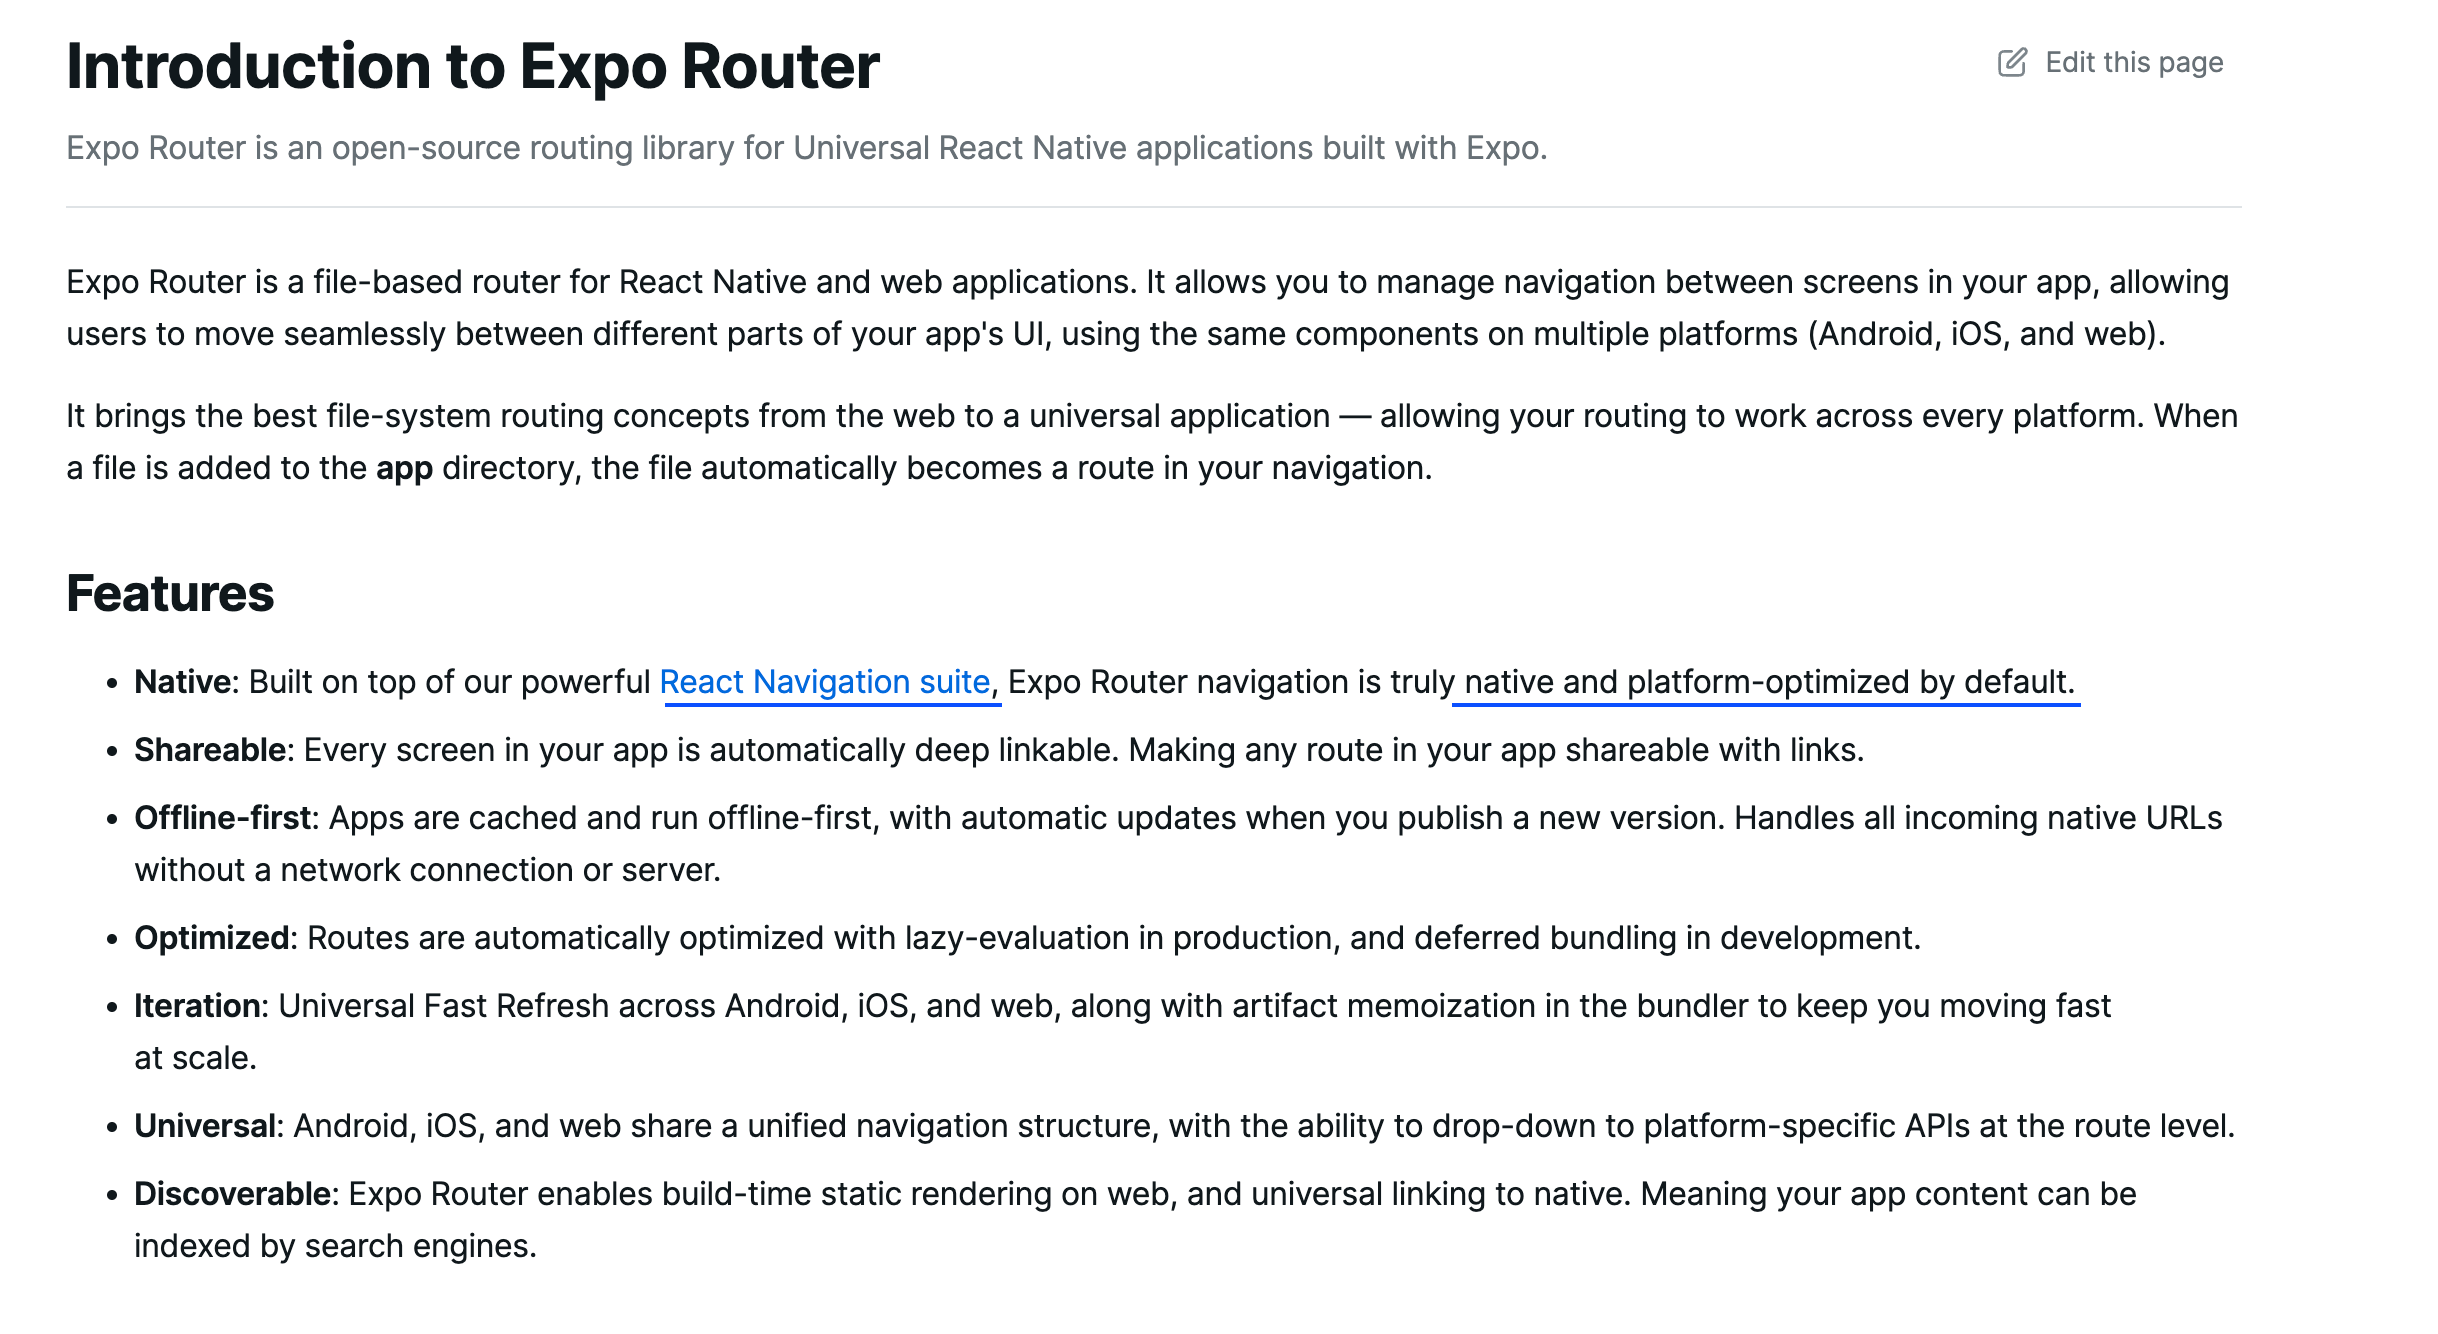 Introduction to Expo Router
Edit this page
Expo Router is an open-source routing library for Universal React Native applications built with Expo.
Expo Router is a file-based router for React Native and web applications. It allows you to manage navigation between screens in your app, allowing
users to move seamlessly between different parts of your app's UI, using the same components on multiple platforms (Android, iOS, and web).
It brings the best file-system routing concepts from the web to a universal application — allowing your routing to work across every platform. When
a file is added to the app directory, the file automatically becomes a route in your navigation.
Features
• Native: Built on top of our powerful React Navigation suite, Expo Router navigation is truly native and platform-optimized by default.
• Shareable: Every screen in your app is automatically deep linkable. Making any route in your app shareable with links.
• Offline-first: Apps are cached and run offline-first, with automatic updates when you publish a new version. Handles all incoming native URLs
without a network connection or server.
• Optimized: Routes are automatically optimized with lazy-evaluation in production, and deferred bundling in development.
• Iteration: Universal Fast Refresh across Android, iOS, and web, along with artifact memoization in the bundler to keep you moving fast
at scale.
• Universal: Android, iOS, and web share a unified navigation structure, with the ability to drop-down to platform-specific APIs at the route level.
• Discoverable: Expo Router enables build-time static rendering on web, and universal linking to native. Meaning your app content can be
indexed by search engines.